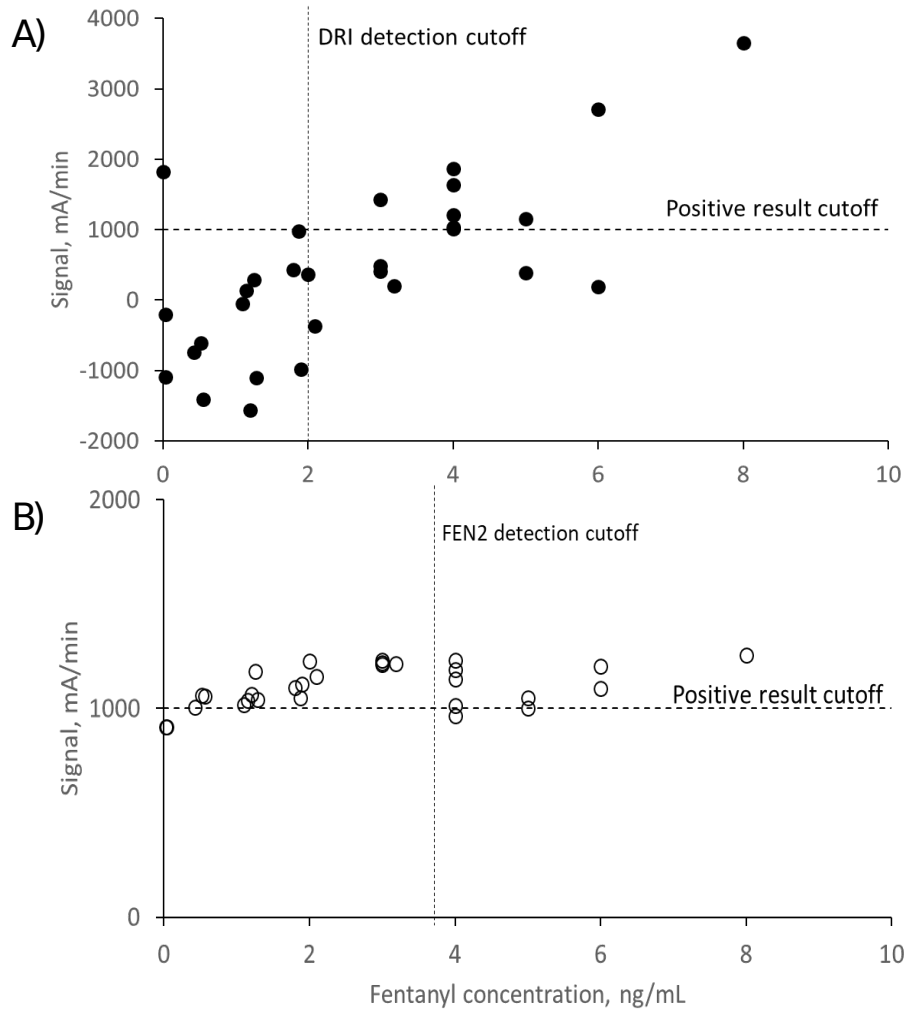 A)
4000
DRI detection cutoff
3000
2000
Positive result cutoff
1000
0
-1000
-2000
Signal, mA/min
0 2 4 6 8 10
B)
2000
FEN2 detection cutoff
Positive result cutoff
1000
0
Signal, mA/min
0 2 4 6 8 10
Fentanyl concentration, ng/mL